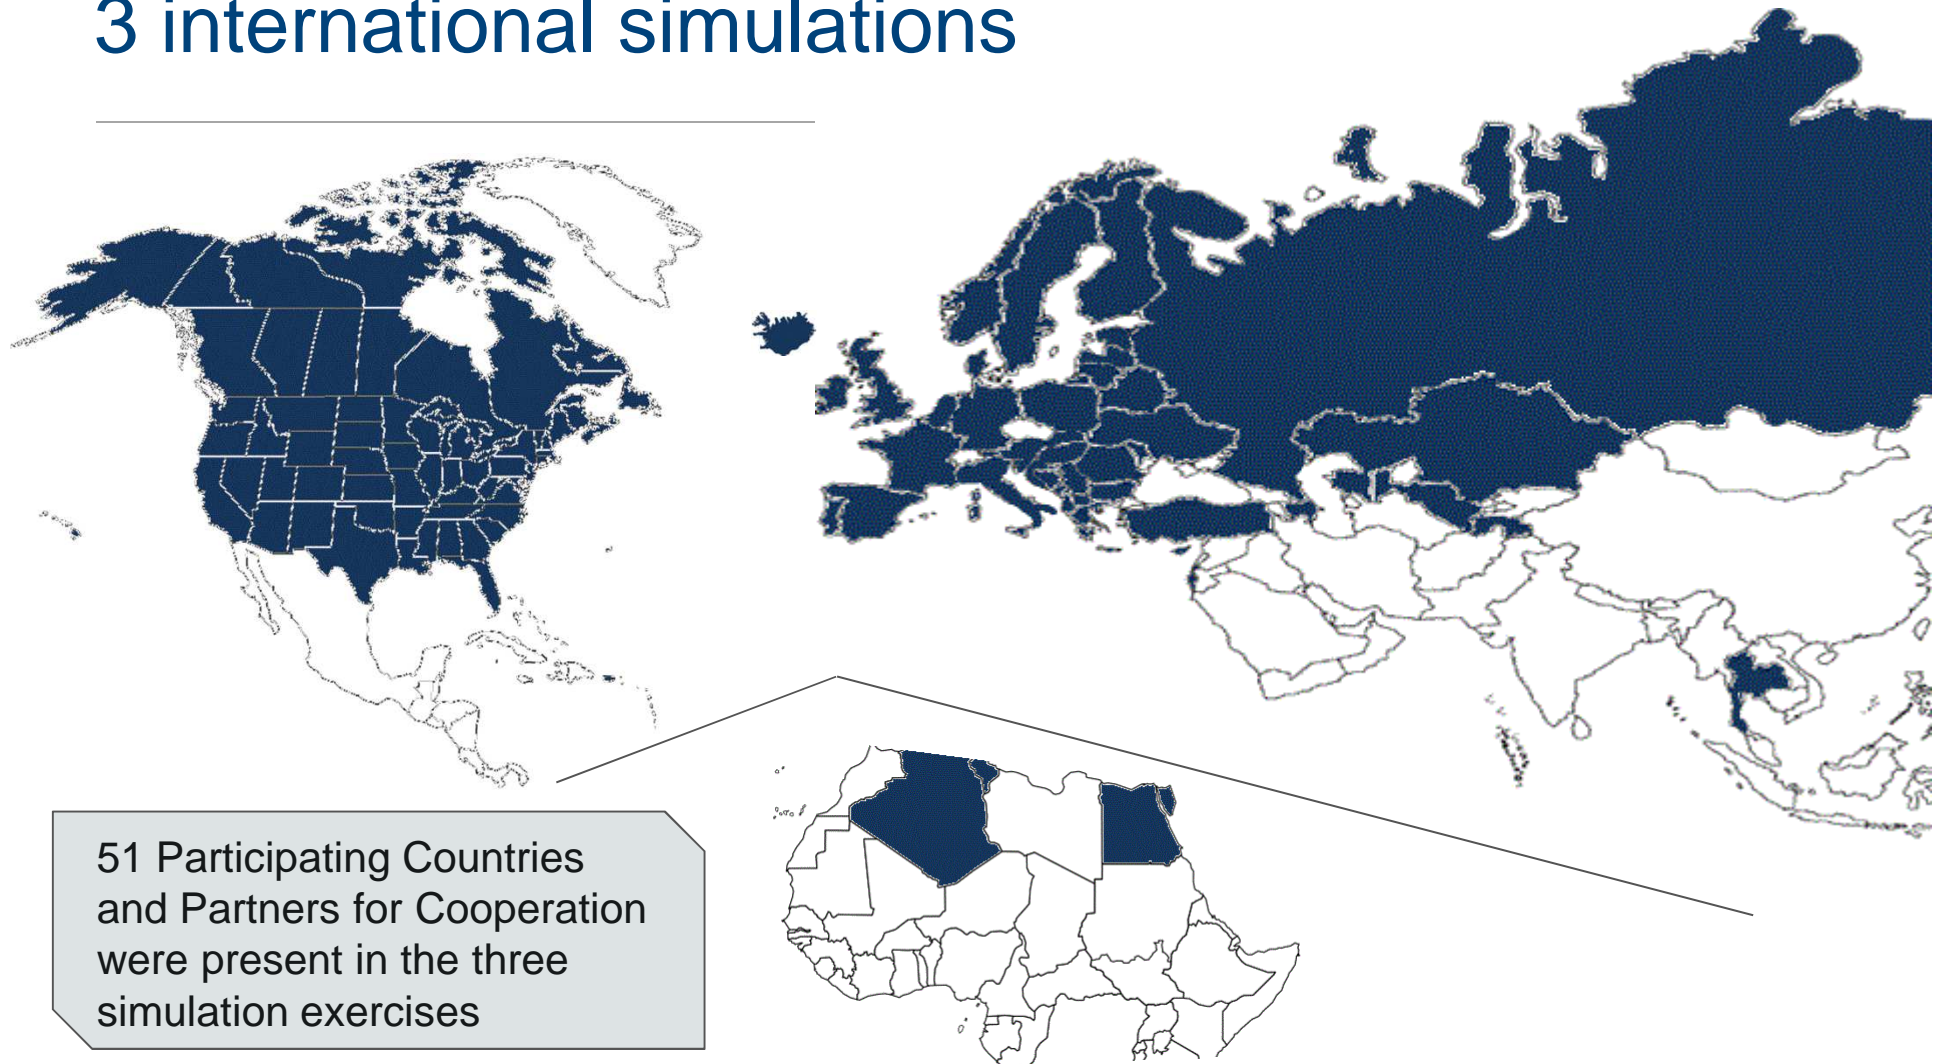 3 international simulations
51 Participating Countries
and Partners for Cooperation
were present in the three
simulation exercises